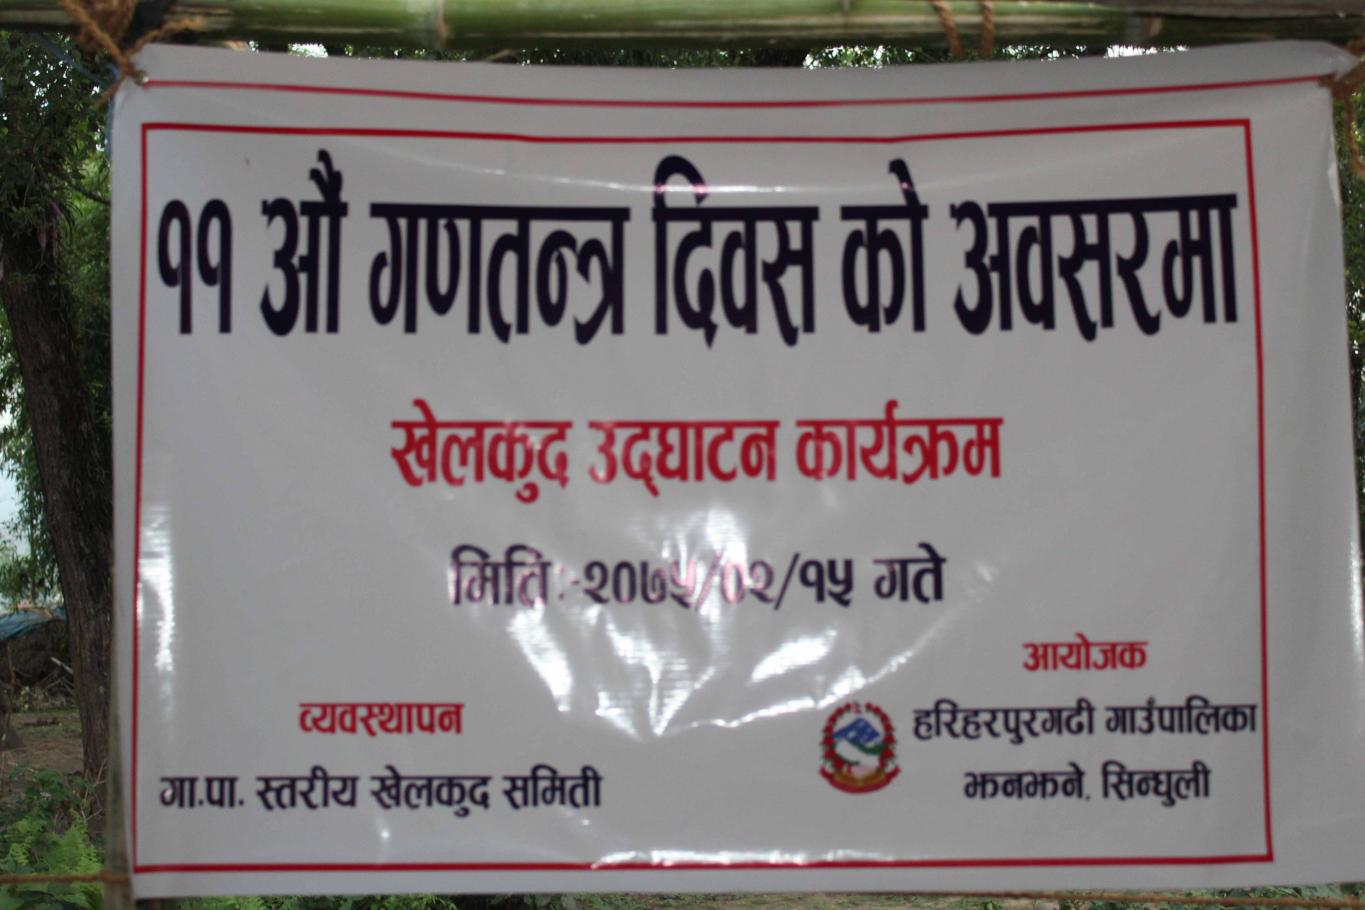 ११ औं गणतन्त्र दिवस को अवसरमा
खेलकुद उद्घाटन कार्यक्रम
मिति :-२०७५/०२/१५ गते
व्यवस्थापन
गा.पा. स्तरीय खेलकुद समिती
आयोजक
हरिहरपुरगढी गाउँपालिका
झनझने, सिन्धुली